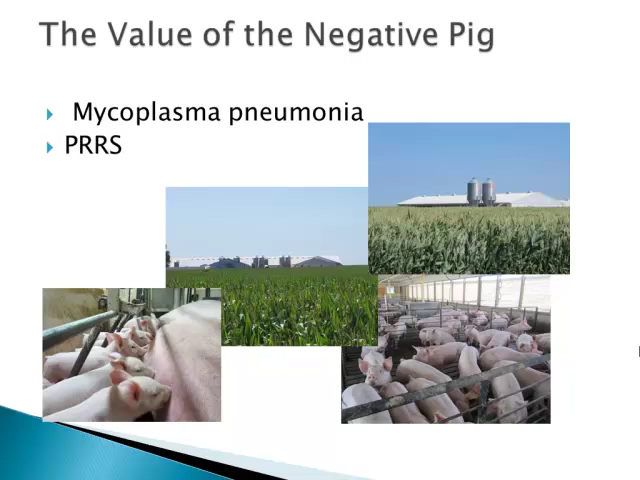 The Value of the Negative Pig
Mycoplasma pneumonia
PRRS